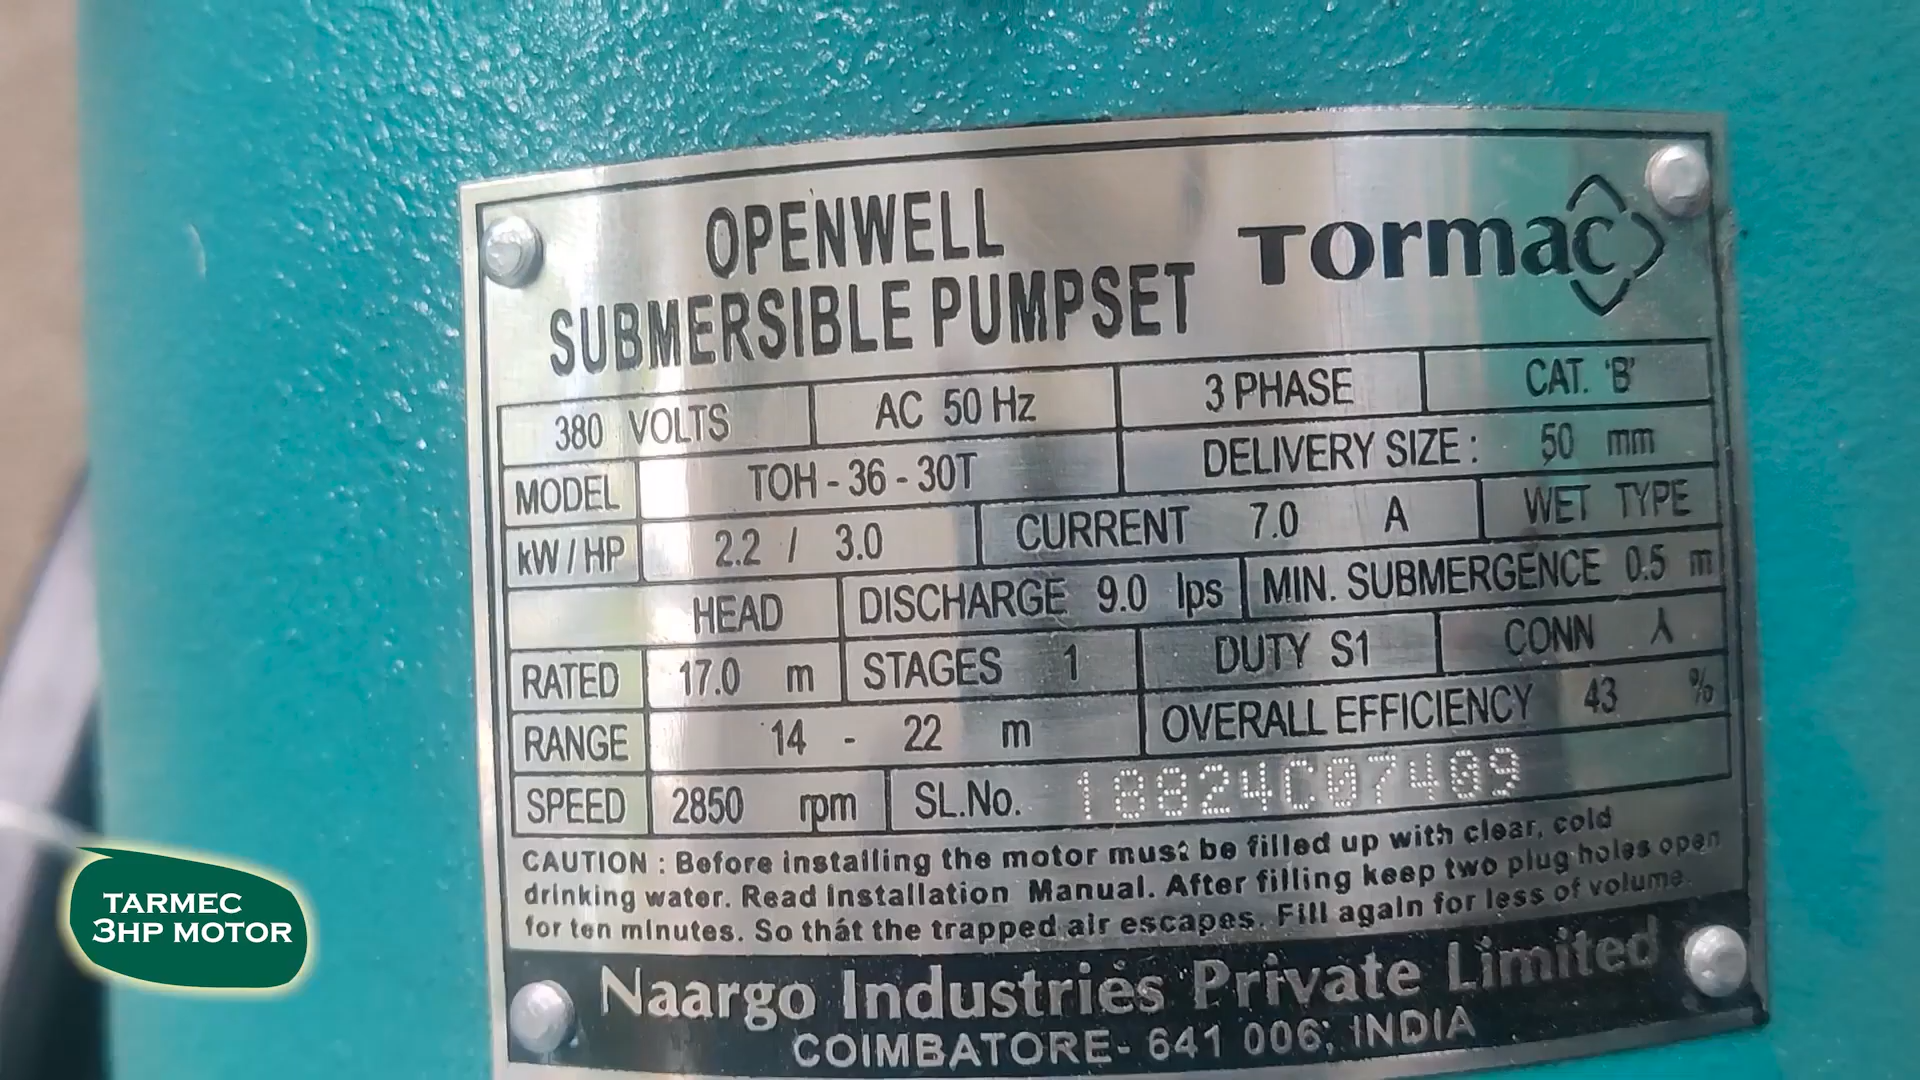 OPENWELL
SUBMERSIBLE PUMPSET
TORMAC
380 VOLTS AC 50 Hz 3 PHASE CAT. 'B'
MODEL TOH - 36 - 30T DELIVERY SIZE : 50 mm
kW / HP 2.2 / 3.0 CURRENT 7.0 A WET TYPE
HEAD DISCHARGE 9.0 lps MIN. SUBMERGENCE 0.5 m
RATED 17.0 m STAGES 1 DUTY S1 CONN
RANGE 14 - 22 m OVERALL EFFICIENCY 43 %
SPEED 2850 rpm SL.No. 18824C07409
CAUTION : Before installing the motor must be filled up with clear, cold
drinking water. Read Installation Manual. After filling keep two plug holes open
for ten minutes. So that the trapped air escapes. Fill again for less of volume.
Naargo Industries Private Limited
COIMBATORE- 641 006; INDIA
TARMEC
3HP MOTOR